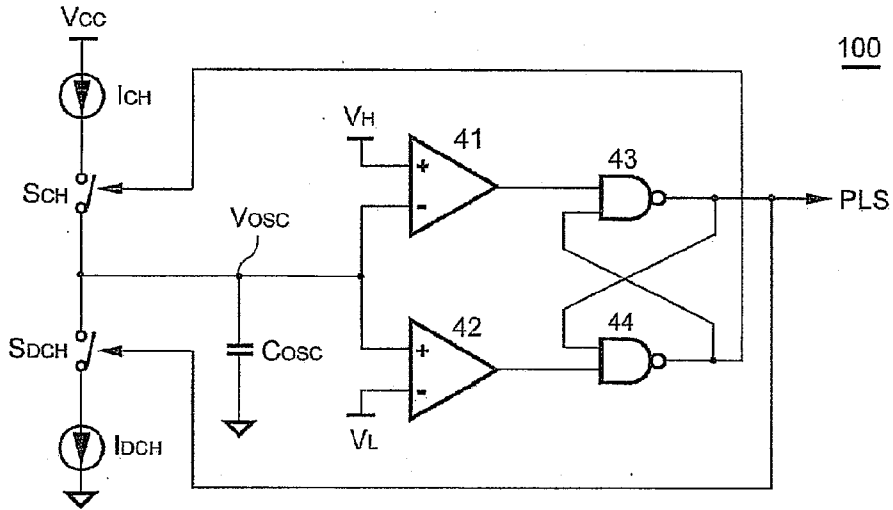 VCC
100
ICH
VH
41
+
-
43
SCH
PLS
VOSC
42
44
SDCH
COSC
+
-
VL
IDCH